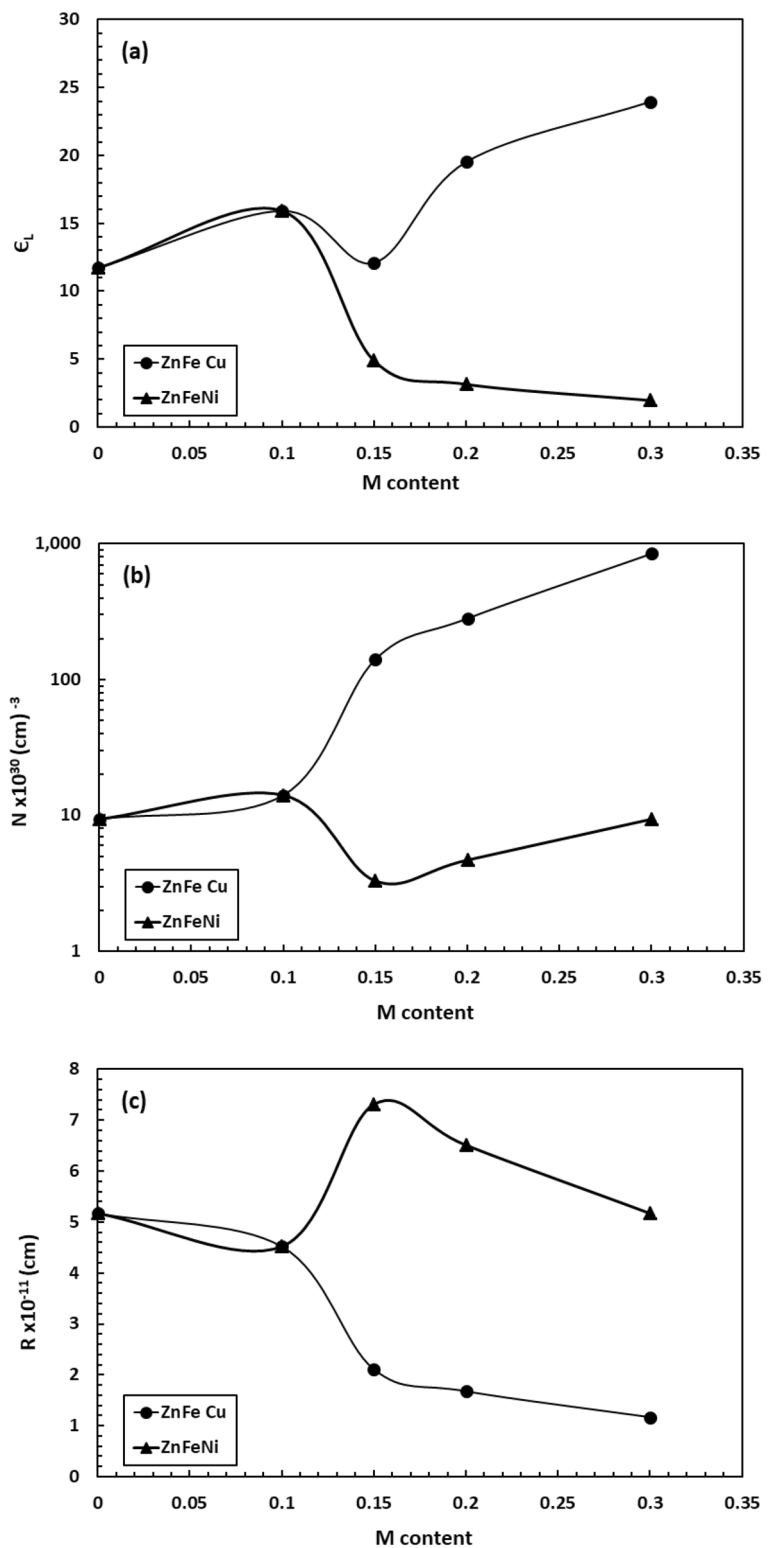 (a)
30
25
20
15
10
5
0
ϵL
ZnFe Cu
ZnFeNi
0 0.05 0.1 0.15 0.2 0.25 0.3 0.35
M content
(b)
1,000
100
10
1
N x10³⁰ (cm) ⁻³
ZnFe Cu
ZnFeNi
0 0.05 0.1 0.15 0.2 0.25 0.3 0.35
M content
(c)
8
7
6
5
4
3
2
1
0
R x10⁻¹¹ (cm)
ZnFe Cu
ZnFeNi
0 0.05 0.1 0.15 0.2 0.25 0.3 0.35
M content